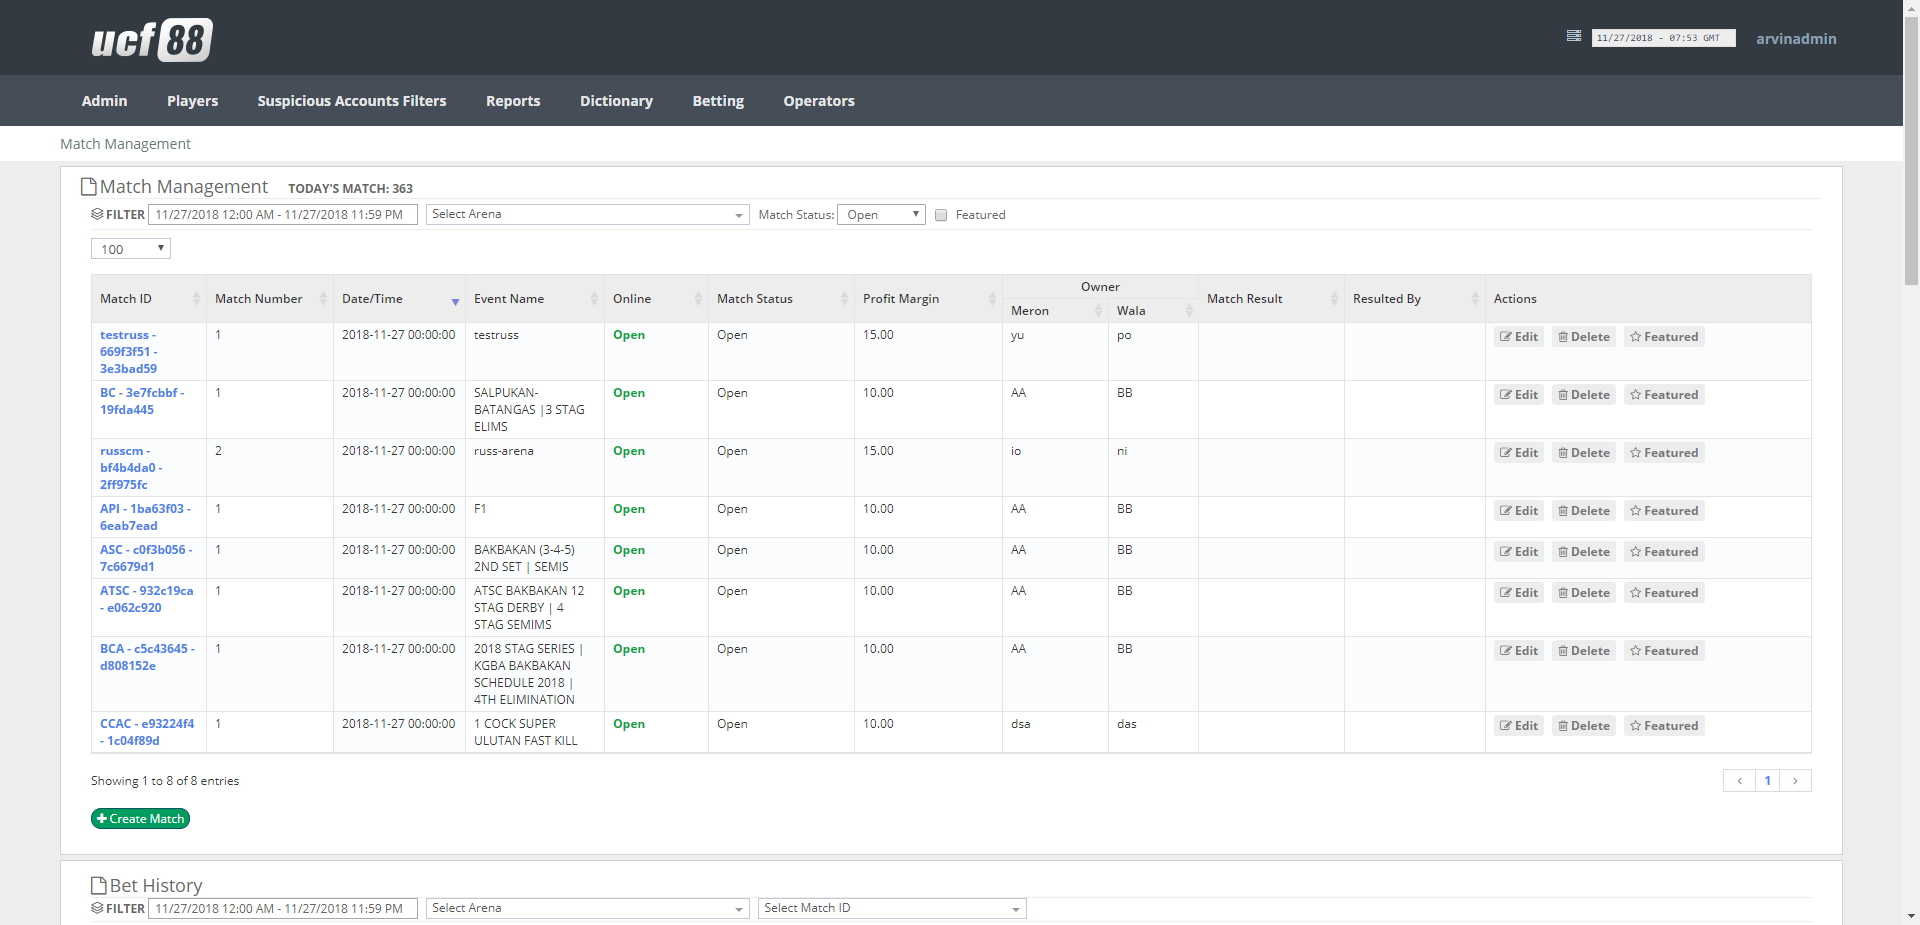 ucf 88
11/27/2018 - 07:53 GMT
arvinadmin
Admin Players Suspicious Accounts Filters Reports Dictionary Betting Operators
Match Management
Match Management TODAY'S MATCH: 363
FILTER 11/27/2018 12:00 AM - 11/27/2018 11:59 PM Select Arena Match Status: Open Featured
100
Owner
Match ID Match Number Date/Time Event Name Online Match Status Profit Margin Match Result Resulted By Actions
Meron Wala
testruss - 1 2018-11-27 00:00:00 testruss Open Open 15.00 yu po Edit Delete Featured
669f3f51 -
3e3bad59
BC - 3e7fcbbf - 1 2018-11-27 00:00:00 SALPUKAN- Open Open 10.00 AA BB Edit Delete Featured
19fda445 BATANGAS |3 STAG
ELIMS
russcm - 2 2018-11-27 00:00:00 russ-arena Open Open 15.00 io ni Edit Delete Featured
bf4b4da0 -
2ff975fc
API - 1ba63f03 - 1 2018-11-27 00:00:00 F1 Open Open 10.00 AA BB Edit Delete Featured
6eab7ead
ASC - c0f3b056 - 1 2018-11-27 00:00:00 BAKBAKAN (3-4-5) Open Open 10.00 AA BB Edit Delete Featured
7c6679d1 2ND SET | SEMIS
ATSC - 932c19ca 1 2018-11-27 00:00:00 ATSC BAKBAKAN 12 Open Open 10.00 AA BB Edit Delete Featured
- e062c920 STAG DERBY | 4
STAG SEMIMS
BCA - c5c43645 - 1 2018-11-27 00:00:00 2018 STAG SERIES | Open Open 10.00 AA BB Edit Delete Featured
d808152e KGBA BAKBAKAN
SCHEDULE 2018 |
4TH ELIMINATION
CCAC - e93224f4 1 2018-11-27 00:00:00 1 COCK SUPER Open Open 10.00 dsa das Edit Delete Featured
- 1c04f89d ULUTAN FAST KILL
Showing 1 to 8 of 8 entries
‹ 1 ›
Create Match
Bet History
FILTER 11/27/2018 12:00 AM - 11/27/2018 11:59 PM Select Arena Select Match ID